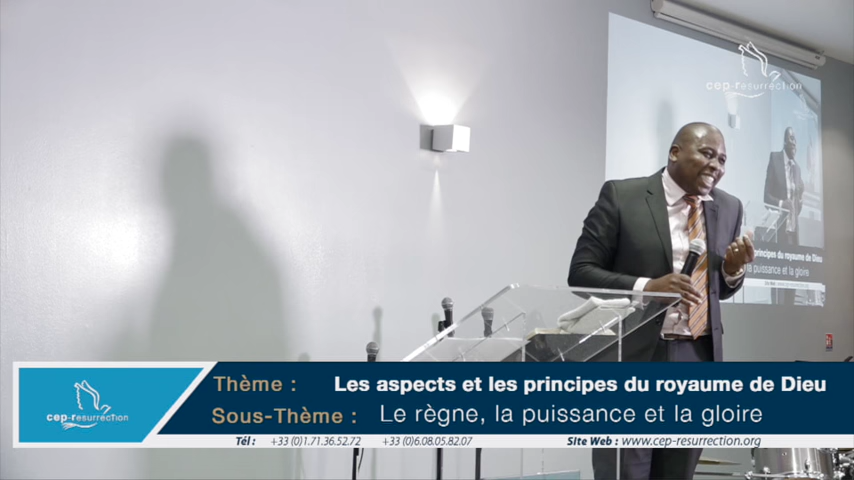 cep-resurrection
principes du royaume de Dieu
la puissance et la gloire
cep-resurrection
Thème : Les aspects et les principes du royaume de Dieu
Sous-Thème : Le règne, la puissance et la gloire
Tél : +33 (0)1.71.36.52.72 +33 (0)6.08.05.82.07 Site Web : www.cep-resurrection.org